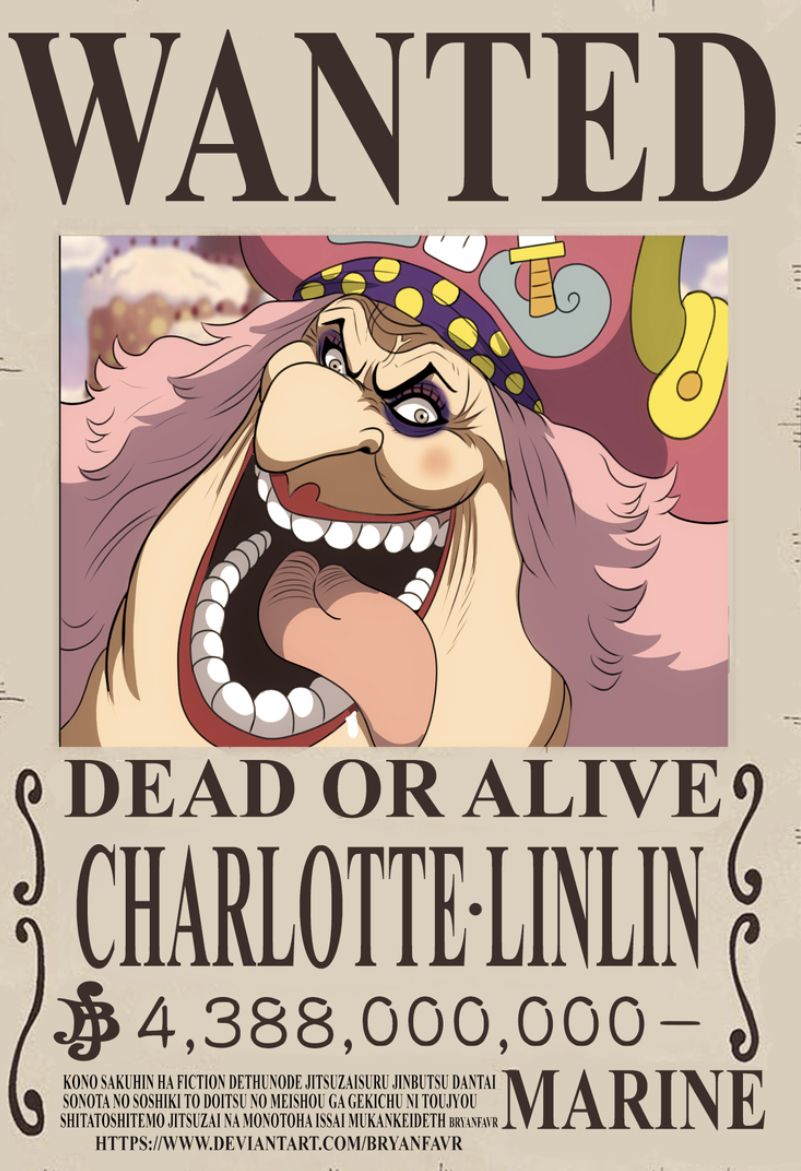 WANTED
DEAD OR ALIVE
CHARLOTTE·LINLIN
฿ 4,388,000,000–
KONO SAKUHIN HA FICTION DETHUNODE JITSUZAISURU JINBUTSU DANTAI
SONOTA NO SOSHIKI TO DOITSU NO MEISHOU GA GEKICHU NI TOUJYOU
SHITATOSHITEMO JITSUZAI NA MONOTOHA ISSAI MUKANKEIDETH BRYANFAVR
HTTPS://WWW.DEVIANTART.COM/BRYANFAVR
MARINE